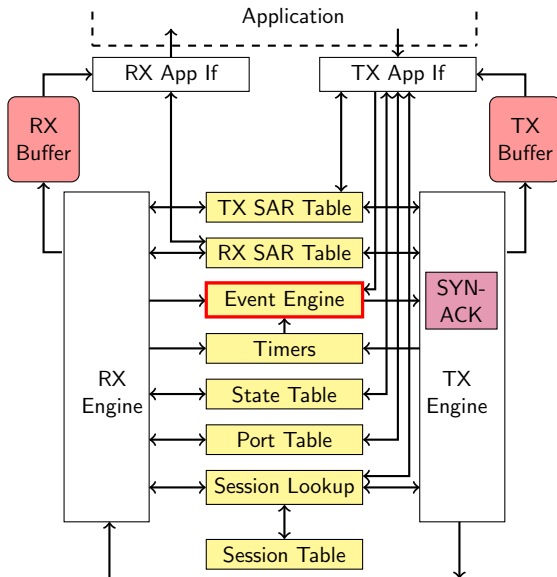 Application
RX App If
TX App If
RX
Buffer
TX
Buffer
TX SAR Table
RX SAR Table
Event Engine
SYN-
ACK
Timers
RX
Engine
State Table
TX
Engine
Port Table
Session Lookup
Session Table